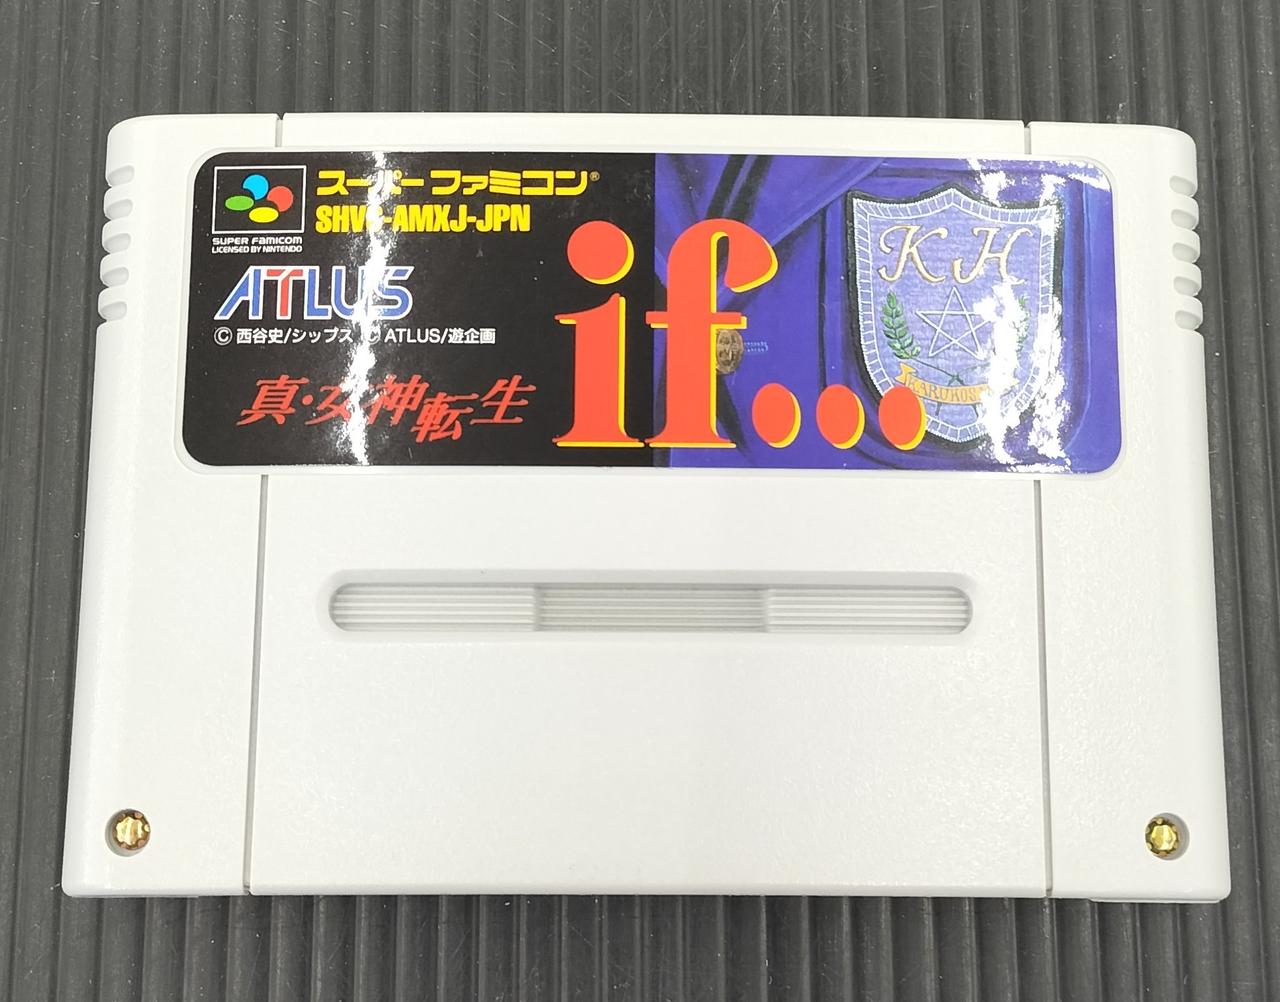 スーパーファミコン®
SHVC-AMXJ-JPN
SUPER FAMICOM
LICENSED BY NINTENDO
ATLUS
© 西谷史/シップス © ATLUS/遊企画
真・女神転生
if...
K H